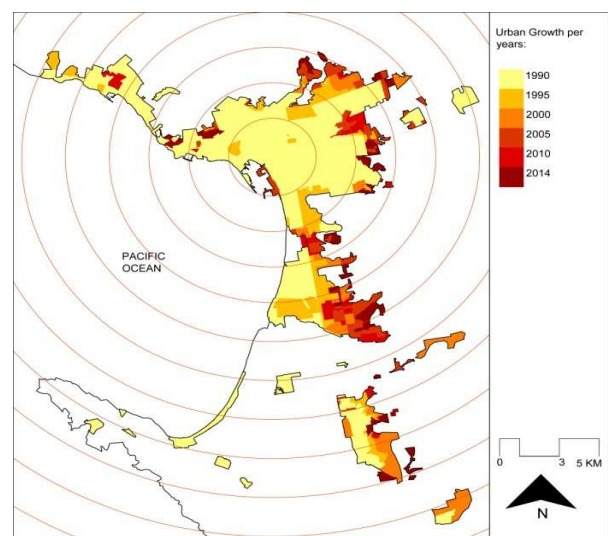 Urban Growth per
years:
1990
1995
2000
2005
2010
2014
PACIFIC
OCEAN
0 3 5 KM
N